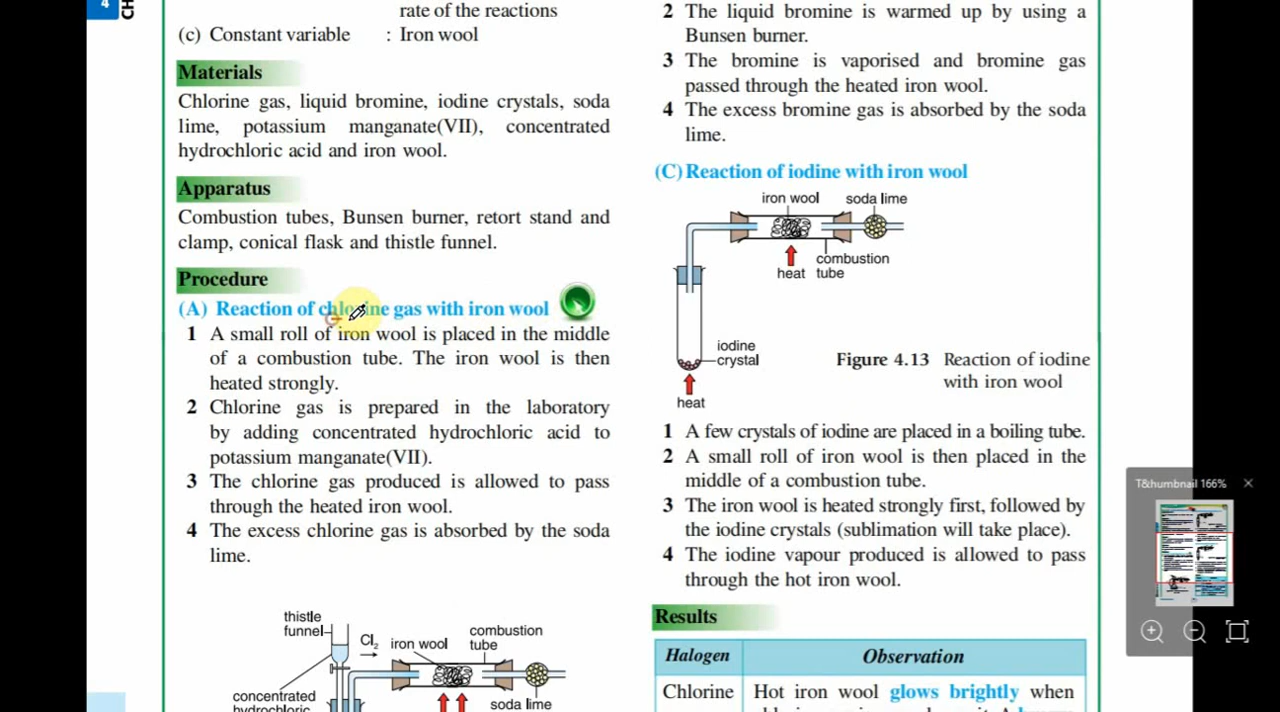 4
CH
rate of the reactions
(c) Constant variable : Iron wool
Materials
Chlorine gas, liquid bromine, iodine crystals, soda
lime, potassium manganate(VII), concentrated
hydrochloric acid and iron wool.
Apparatus
Combustion tubes, Bunsen burner, retort stand and
clamp, conical flask and thistle funnel.
Procedure
(A) Reaction of chlorine gas with iron wool
1 A small roll of iron wool is placed in the middle
of a combustion tube. The iron wool is then
heated strongly.
2 Chlorine gas is prepared in the laboratory
by adding concentrated hydrochloric acid to
potassium manganate(VII).
3 The chlorine gas produced is allowed to pass
through the heated iron wool.
4 The excess chlorine gas is absorbed by the soda
lime.
thistle
funnel
Cl₂
iron wool
combustion
tube
concentrated
hydrochloric
soda lime
2 The liquid bromine is warmed up by using a
Bunsen burner.
3 The bromine is vaporised and bromine gas
passed through the heated iron wool.
4 The excess bromine gas is absorbed by the soda
lime.
(C) Reaction of iodine with iron wool
iron wool
soda lime
combustion
heat tube
iodine
crystal
heat
Figure 4.13 Reaction of iodine
with iron wool
1 A few crystals of iodine are placed in a boiling tube.
2 A small roll of iron wool is then placed in the
middle of a combustion tube.
3 The iron wool is heated strongly first, followed by
the iodine crystals (sublimation will take place).
4 The iodine vapour produced is allowed to pass
through the hot iron wool.
Results
Halogen Observation
Chlorine Hot iron wool glows brightly when
T&humbnail 166%